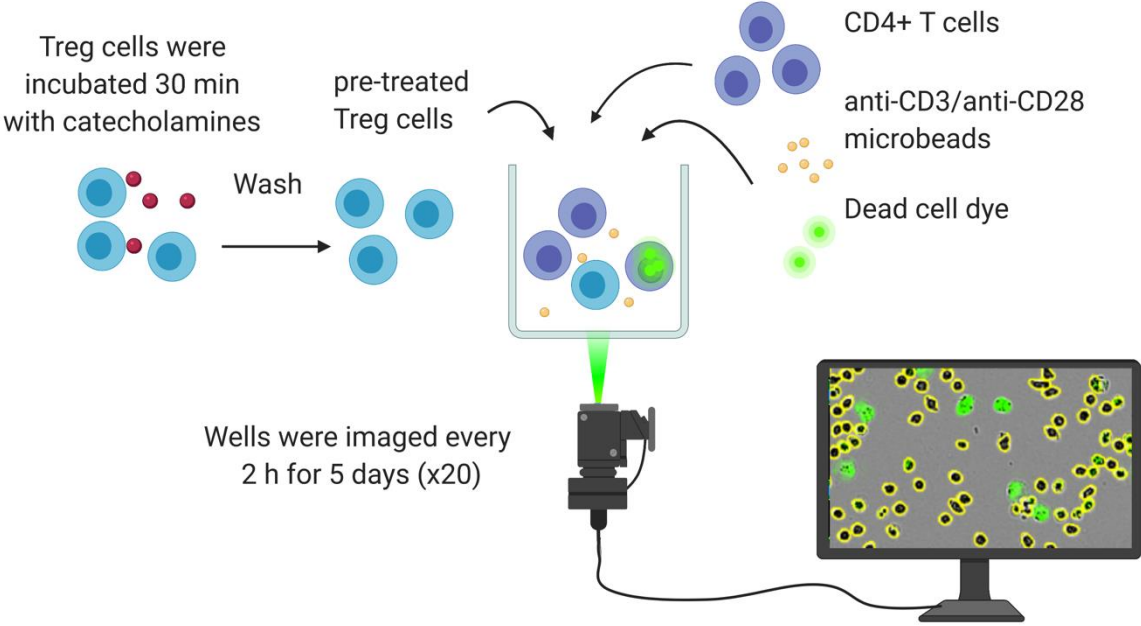 Treg cells were
incubated 30 min
with catecholamines
Wash
pre-treated
Treg cells
CD4+ T cells
anti-CD3/anti-CD28
microbeads
Dead cell dye
Wells were imaged every
2 h for 5 days (x20)